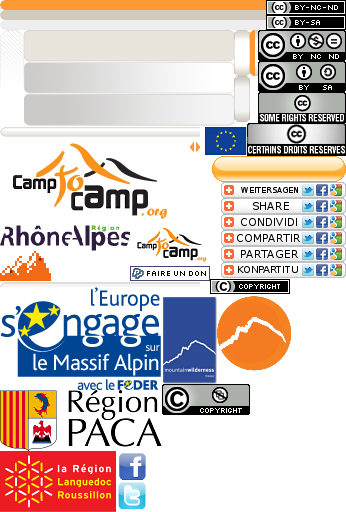 BY-NC-ND
BY-SA
BY NC ND
BY SA
SOME RIGHTS RESERVED
CERTAINS DROITS RESERVES
Camp to camp
.org
WEITERSAGEN
SHARE
CONDIVIDI
COMPARTIR
PARTAGER
KONPARTITU
RhôneAlpes Région
Camp to camp
.org
FAIRE UN DON
COPYRIGHT
l'Europe
s'engage
sur
le Massif Alpin
avec le FEDER
mountainwilderness
COPYRIGHT
Région
PACA
la Région
Languedoc
Roussillon